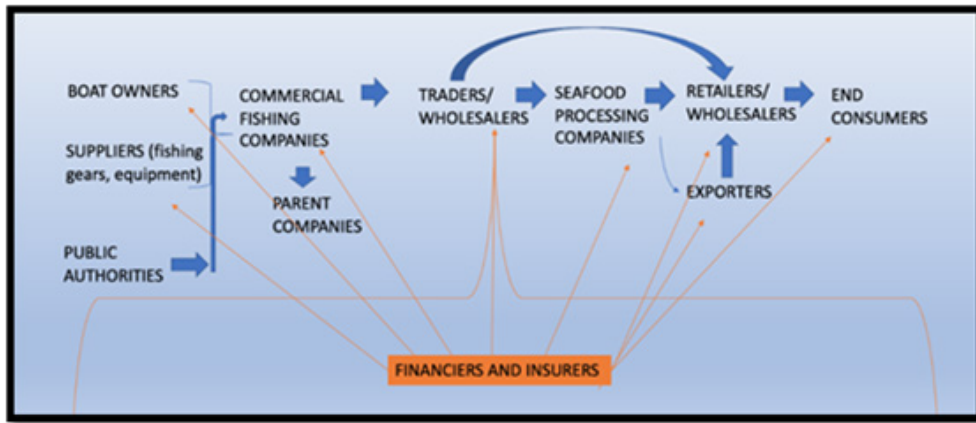 BOAT OWNERS
SUPPLIERS (fishing
gears, equipment)
PUBLIC
AUTHORITIES
COMMERCIAL
FISHING
COMPANIES
PARENT
COMPANIES
TRADERS/
WHOLESALERS
SEAFOOD
PROCESSING
COMPANIES
RETAILERS/
WHOLESALERS
EXPORTERS
END
CONSUMERS
FINANCIERS AND INSURERS